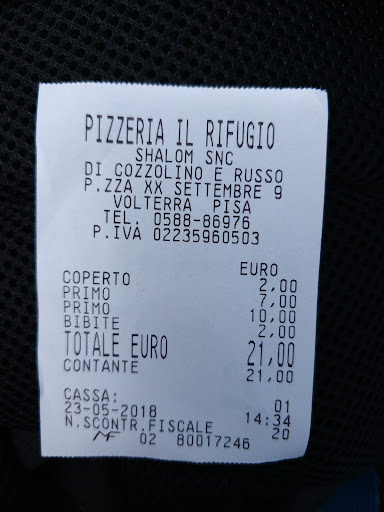 PIZZERIA IL RIFUGIO
SHALOM SNC
DI COZZOLINO E RUSSO
P.ZZA XX SETTEMBRE 9
VOLTERRA PISA
TEL. 0588-86976
P.IVA 02235960503
EURO
COPERTO 2,00
PRIMO 7,00
PRIMO 10,00
BIBITE 2,00
TOTALE EURO 21,00
CONTANTE 21,00
CASSA: 01
23-05-2018 14:34
N.SCONTR.FISCALE 20
MF 02 80017246